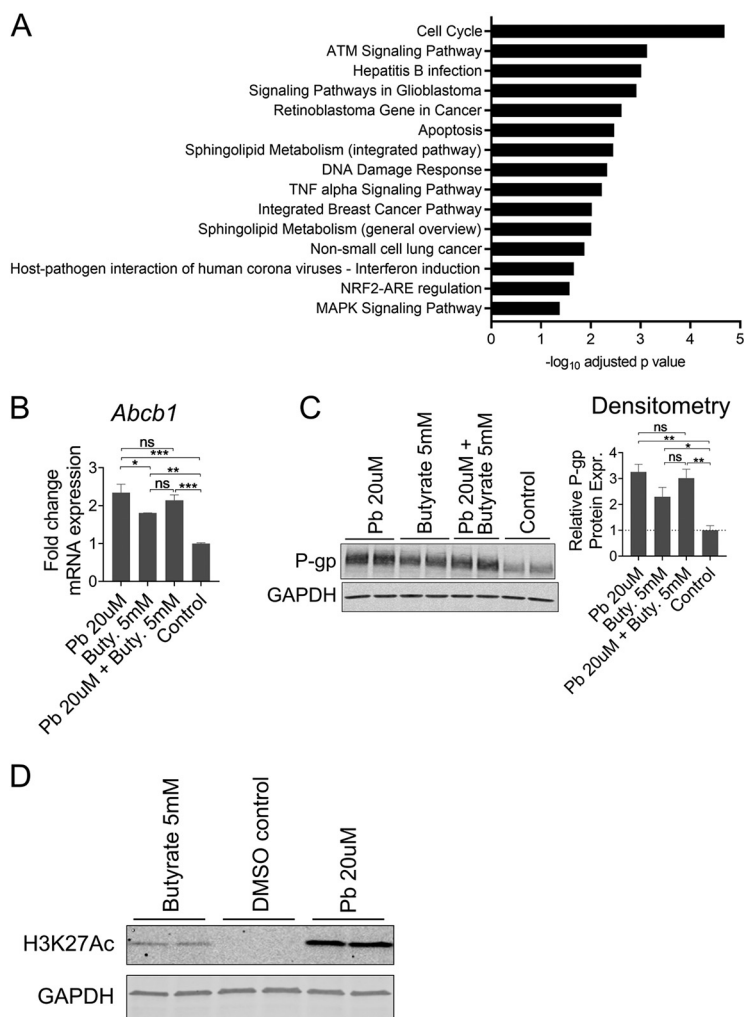 A
Cell Cycle
ATM Signaling Pathway
Hepatitis B infection
Signaling Pathways in Glioblastoma
Retinoblastoma Gene in Cancer
Apoptosis
Sphingolipid Metabolism (integrated pathway)
DNA Damage Response
TNF alpha Signaling Pathway
Integrated Breast Cancer Pathway
Sphingolipid Metabolism (general overview)
Non-small cell lung cancer
Host-pathogen interaction of human corona viruses - Interferon induction
NRF2-ARE regulation
MAPK Signaling Pathway
0 1 2 3 4 5
-log10 adjusted p value
B
Abcb1
Fold change
mRNA expression
3
2
1
0
ns
***
* **
ns ***
Pb 20uM
Buty. 5mM
Pb 20uM + Buty. 5mM
Control
C
Pb 20uM
Butyrate 5mM
Pb 20uM +
Butyrate 5mM
Control
P-gp
GAPDH
Densitometry
Relative P-gp
Protein Expr.
4
3
2
1
0
ns
**
*
ns **
Pb 20uM
Buty. 5mM
Pb 20uM + Buty. 5mM
Control
D
Butyrate 5mM
DMSO control
Pb 20uM
H3K27Ac
GAPDH